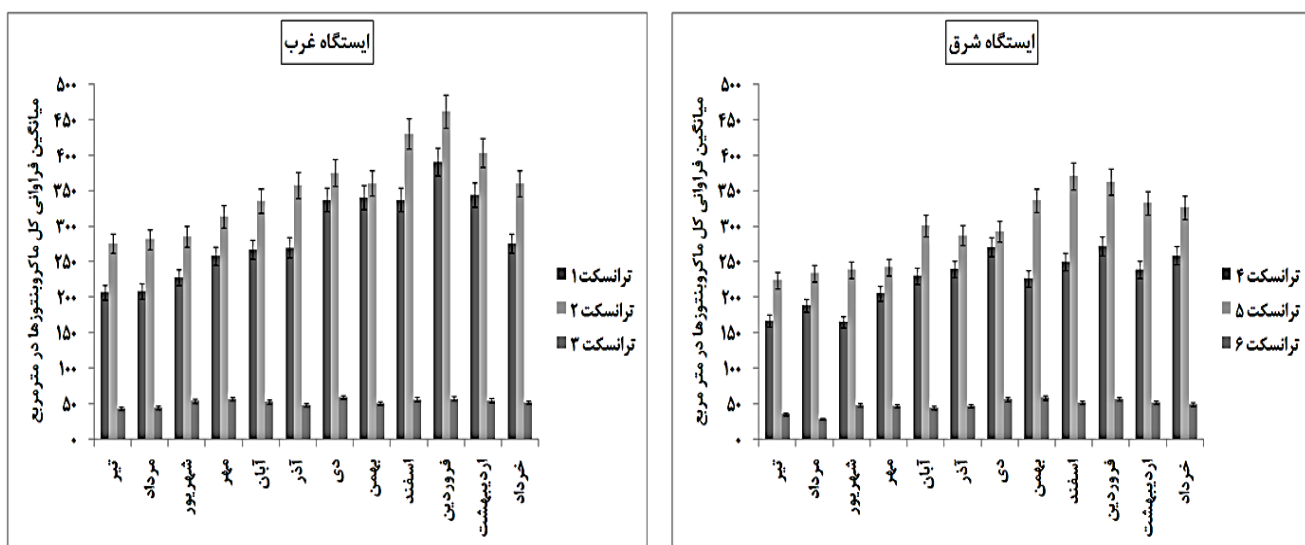 ایستگاه غرب
میانگین فراوانی کل ماکروبنتوزها در مترمربع
۵۰۰
۴۵۰
۴۰۰
۳۵۰
۳۰۰
۲۵۰
۲۰۰
۱۵۰
۱۰۰
۵۰
۰
تیر
مرداد
شهریور
مهر
آبان
آذر
دی
بهمن
اسفند
فروردین
اردیبهشت
خرداد
ترانسکت ۱
ترانسکت ۲
ترانسکت ۳
ایستگاه شرق
میانگین فراوانی کل ماکروبنتوزها در متر مربع
۵۰۰
۴۵۰
۴۰۰
۳۵۰
۳۰۰
۲۵۰
۲۰۰
۱۵۰
۱۰۰
۵۰
۰
تیر
مرداد
شهریور
مهر
آبان
آذر
دی
بهمن
اسفند
فروردین
اردیبهشت
خرداد
ترانسکت ۴
ترانسکت ۵
ترانسکت ۶